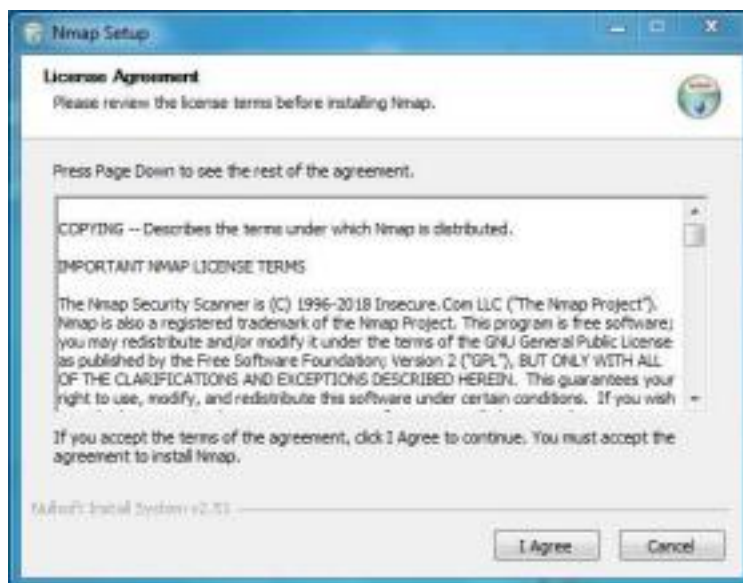 Nmap Setup
License Agreement
Please review the license terms before installing Nmap.
Press Page Down to see the rest of the agreement.
COPYING -- Describes the terms under which Nmap is distributed.
IMPORTANT NMAP LICENSE TERMS
The Nmap Security Scanner is (C) 1996-2018 Insecure.Com LLC ("The Nmap Project").
Nmap is also a registered trademark of the Nmap Project. This program is free software;
you may redistribute and/or modify it under the terms of the GNU General Public License
as published by the Free Software Foundation; Version 2 ("GPL"), BUT ONLY WITH ALL
OF THE CLARIFICATIONS AND EXCEPTIONS DESCRIBED HEREIN. This guarantees your
right to use, modify, and redistribute this software under certain conditions. If you wish
If you accept the terms of the agreement, click I Agree to continue. You must accept the
agreement to install Nmap.
Nullsoft Install System
I Agree
Cancel